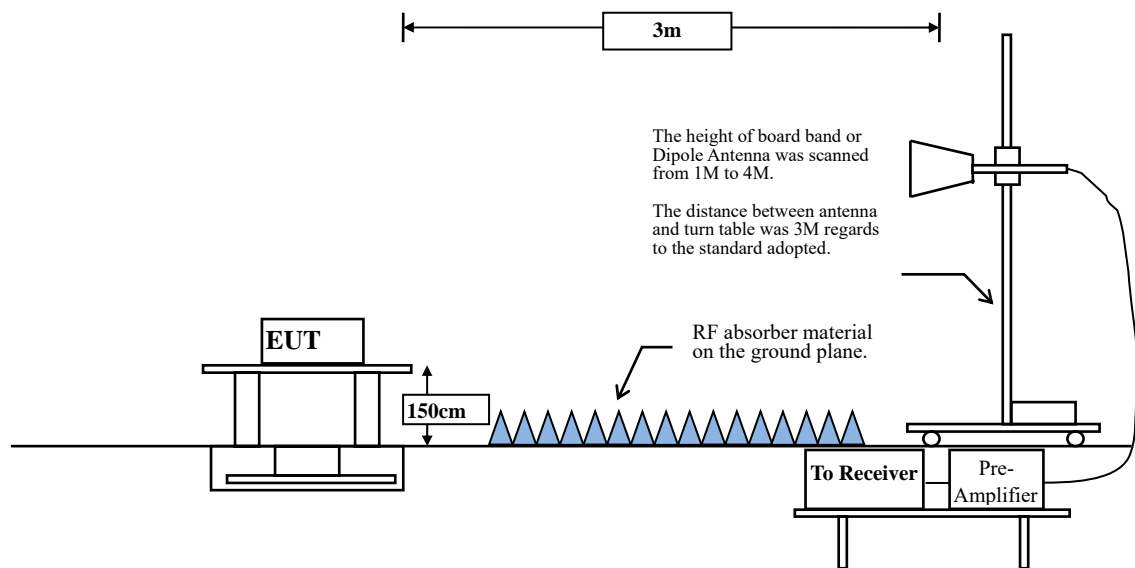 3m
The height of board band or
Dipole Antenna was scanned
from 1M to 4M.
The distance between antenna
and turn table was 3M regards
to the standard adopted.
EUT
RF absorber material
on the ground plane.
150cm
To Receiver
Pre-
Amplifier